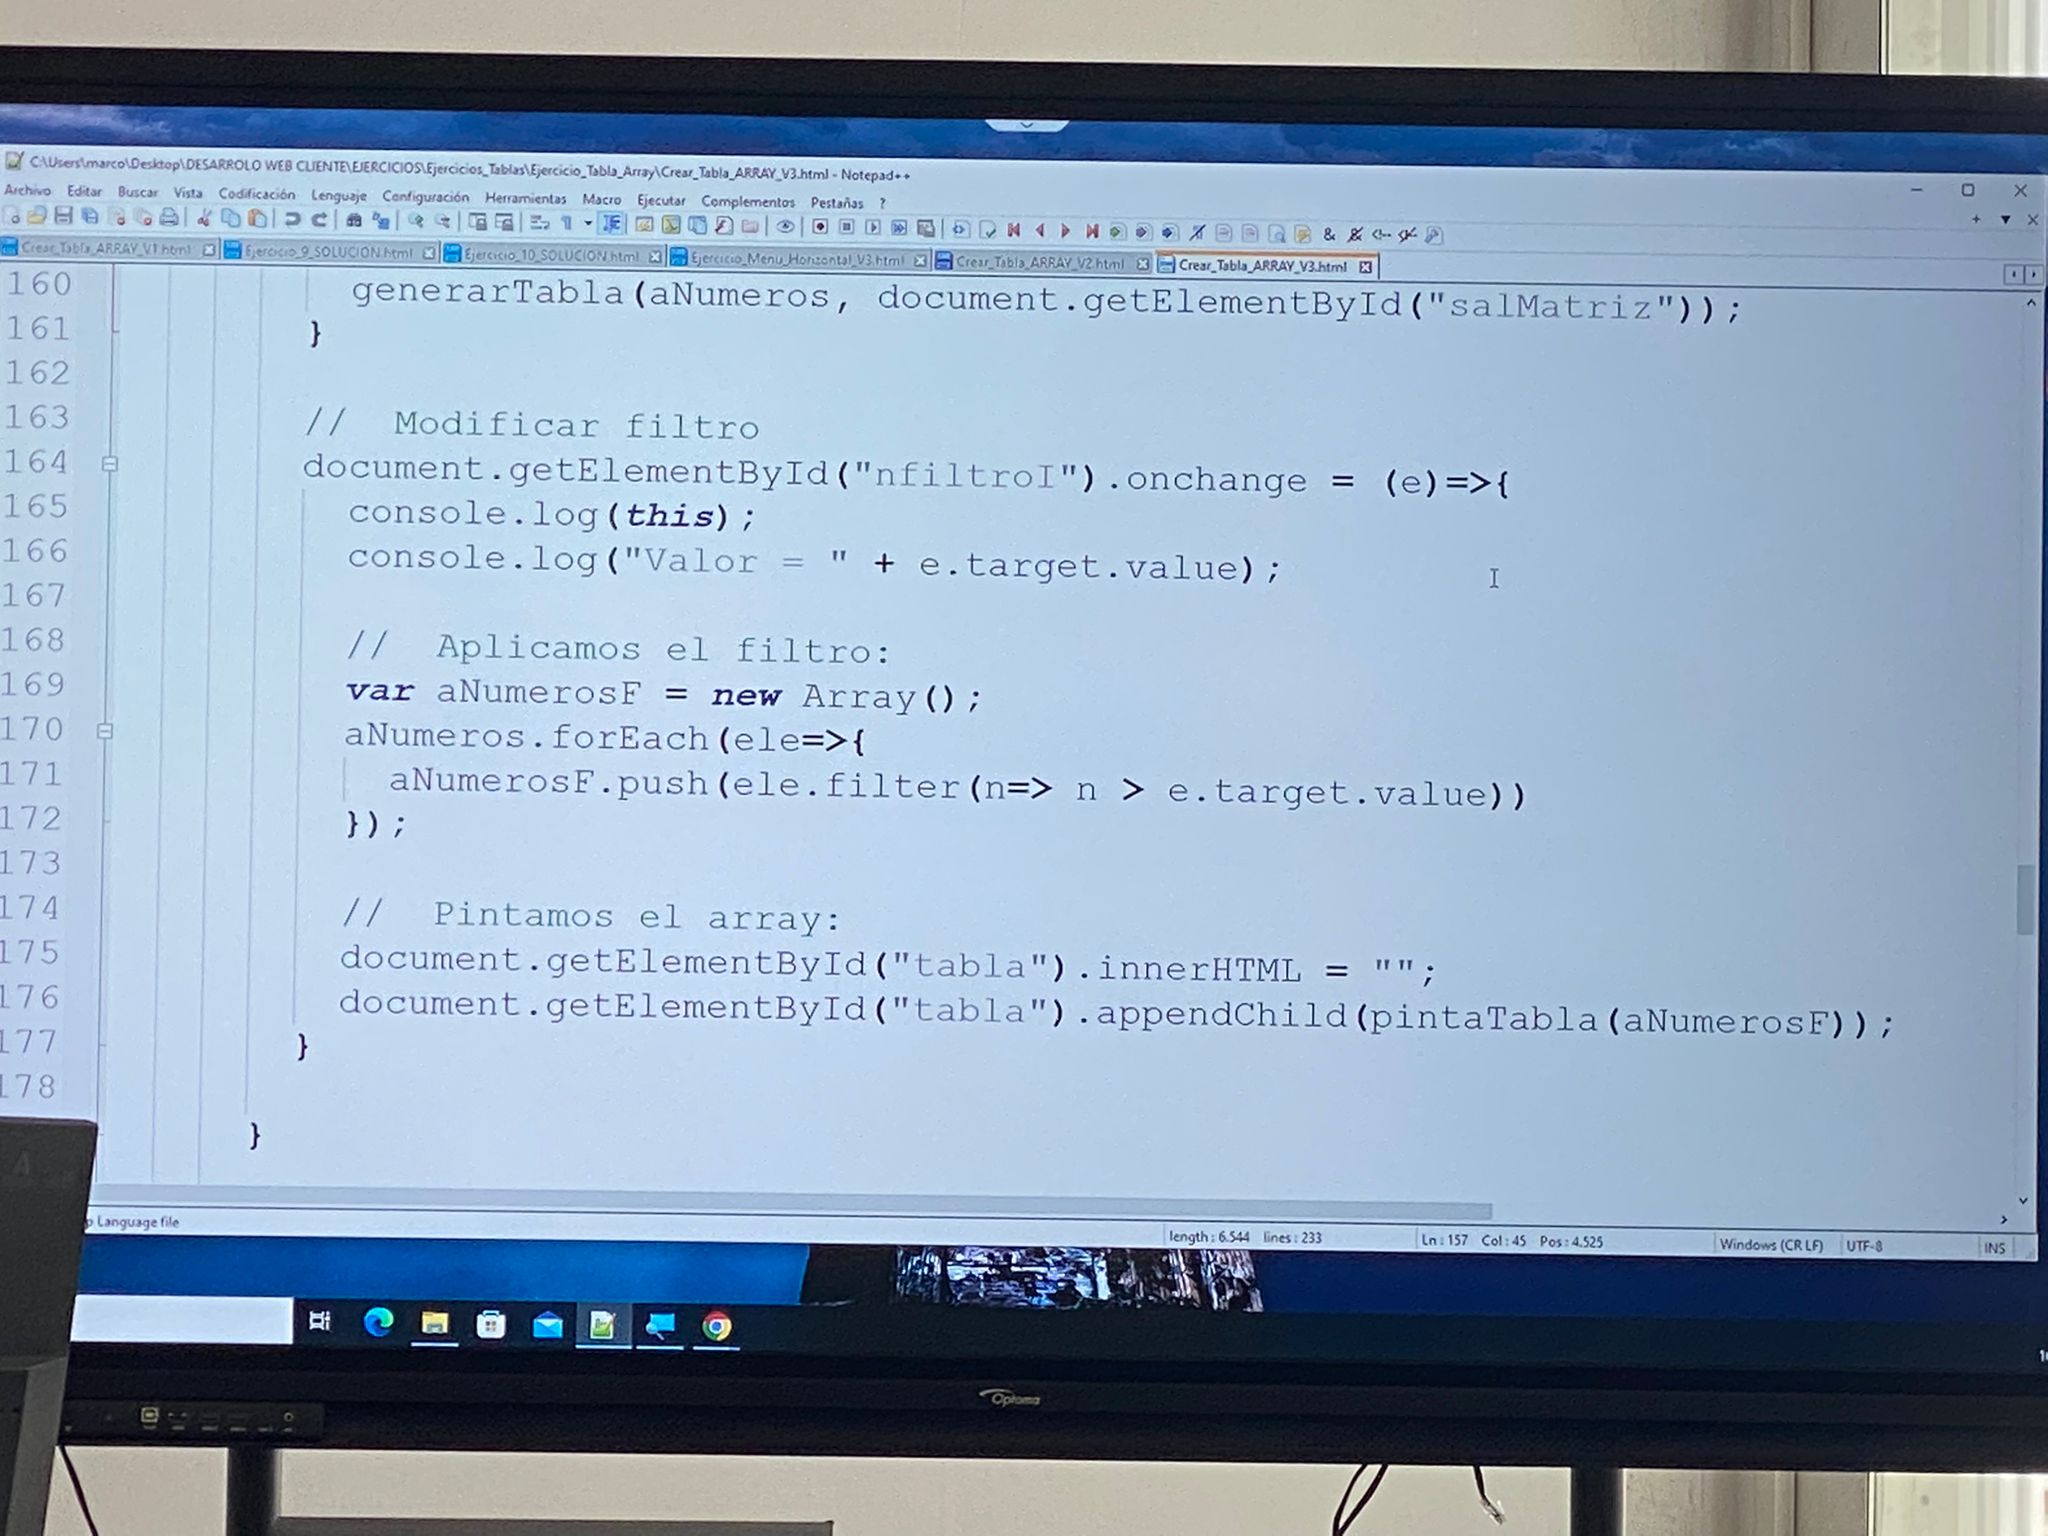 C:\Users\marco\Desktop\DESARROLO WEB CLIENTE\EJERCICIOS\Ejercicios_Tablas\Ejercicio_Tabla_Array\Crear_Tabla_ARRAY_V3.html - Notepad++
Archivo Editar Buscar Vista Codificación Lenguaje Configuración Herramientas Macro Ejecutar Complementos Pestañas ?
Crear_Tabla_ARRAY_V1.html Ejercicio_9_SOLUCION.html Ejercicio_10_SOLUCION.html Ejercicio_Menu_Horizontal_V3.html Crear_Tabla_ARRAY_V2.html Crear_Tabla_ARRAY_V3.html
160 generarTabla(aNumeros, document.getElementById("salMatriz"));
161 }
162
163 // Modificar filtro
164 document.getElementById("nfiltroI").onchange = (e)=>{
165 console.log(this);
166 console.log("Valor = " + e.target.value);
167
168 // Aplicamos el filtro:
169 var aNumerosF = new Array();
170 aNumeros.forEach(ele=>{
171 aNumerosF.push(ele.filter(n=> n > e.target.value))
172 });
173
174 // Pintamos el array:
175 document.getElementById("tabla").innerHTML = "";
176 document.getElementById("tabla").appendChild(pintaTabla(aNumerosF));
177 }
178
}
Language file length : 6.544 lines : 233 Ln : 157 Col : 45 Pos : 4.525 Windows (CR LF) UTF-8 INS
Optoma